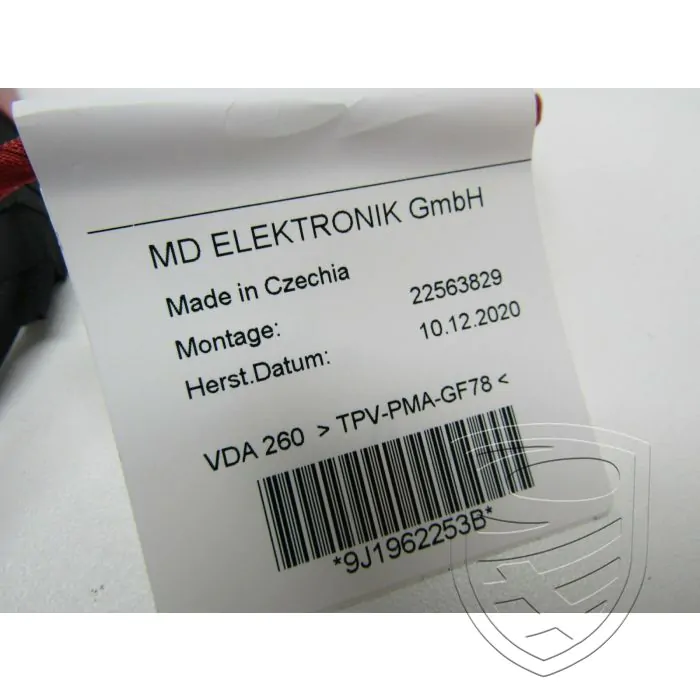 MD ELEKTRONIK GmbH
Made in Czechia
Montage: 22563829
Herst.Datum: 10.12.2020
VDA 260 > TPV-PMA-GF78 <
*9J1962253B*